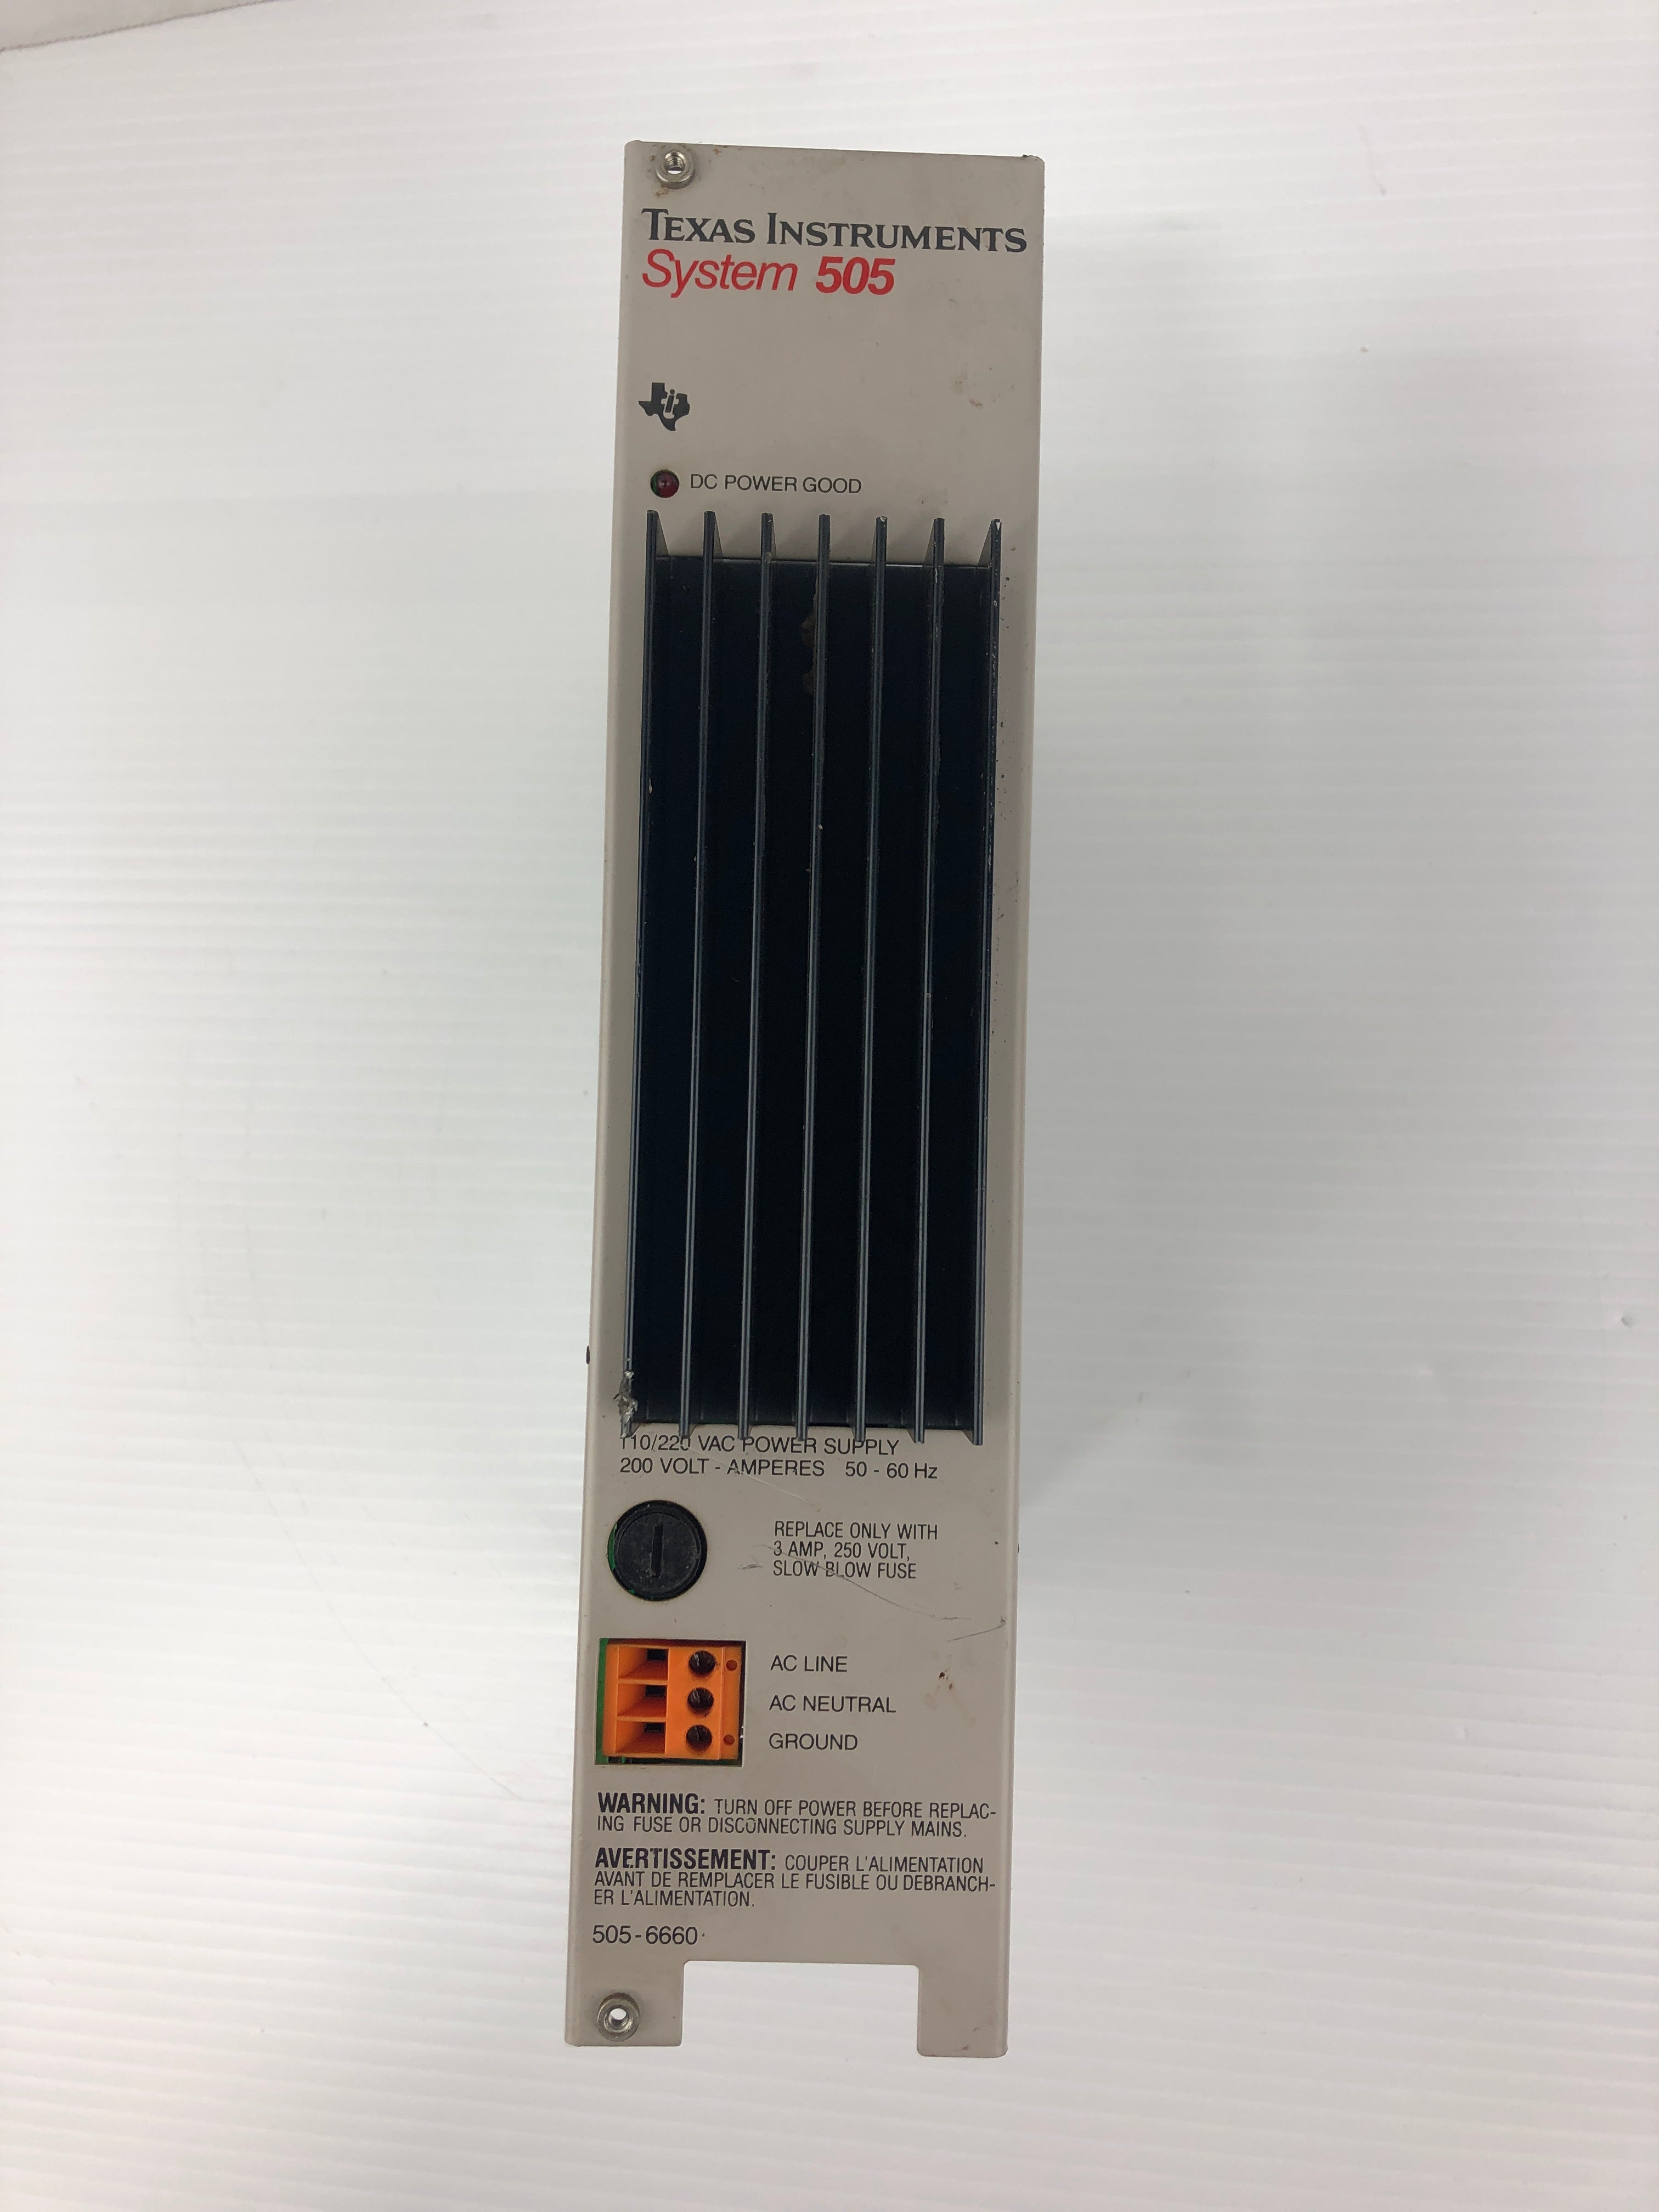 TEXAS INSTRUMENTS
System 505
DC POWER GOOD
110/220 VAC POWER SUPPLY
200 VOLT - AMPERES 50 - 60 Hz
REPLACE ONLY WITH
3 AMP, 250 VOLT,
SLOW BLOW FUSE
AC LINE
AC NEUTRAL
GROUND
WARNING: TURN OFF POWER BEFORE REPLAC-
ING FUSE OR DISCONNECTING SUPPLY MAINS.
AVERTISSEMENT: COUPER L'ALIMENTATION
AVANT DE REMPLACER LE FUSIBLE OU DEBRANCH-
ER L'ALIMENTATION.
505-6660